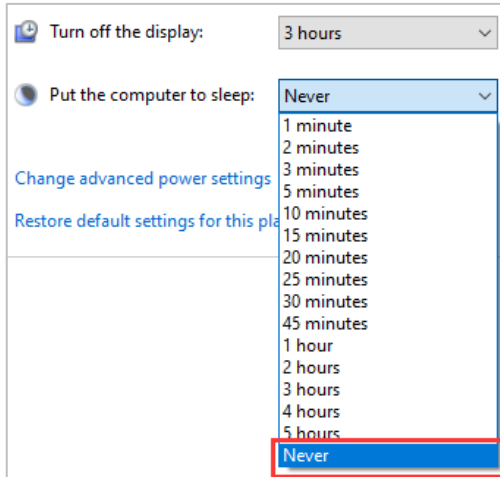 Turn off the display: 3 hours
Put the computer to sleep: Never
1 minute
2 minutes
3 minutes
5 minutes
10 minutes
15 minutes
20 minutes
25 minutes
30 minutes
45 minutes
1 hour
2 hours
3 hours
4 hours
5 hours
Never
Change advanced power settings
Restore default settings for this pla